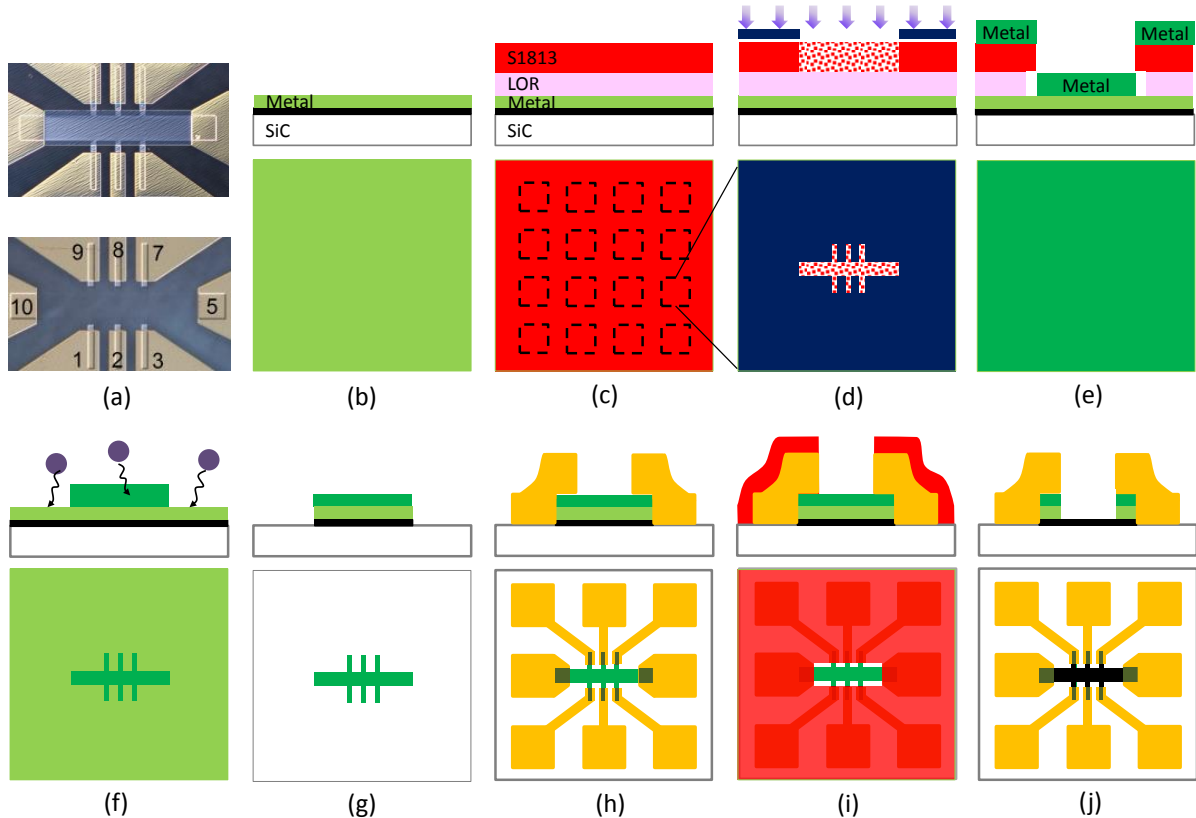 Metal
SiC
S1813
LOR
Metal
SiC
Metal
Metal
Metal
9 8 7
10 5
1 2 3
(a) (b) (c) (d) (e)
(f) (g) (h) (i) (j)